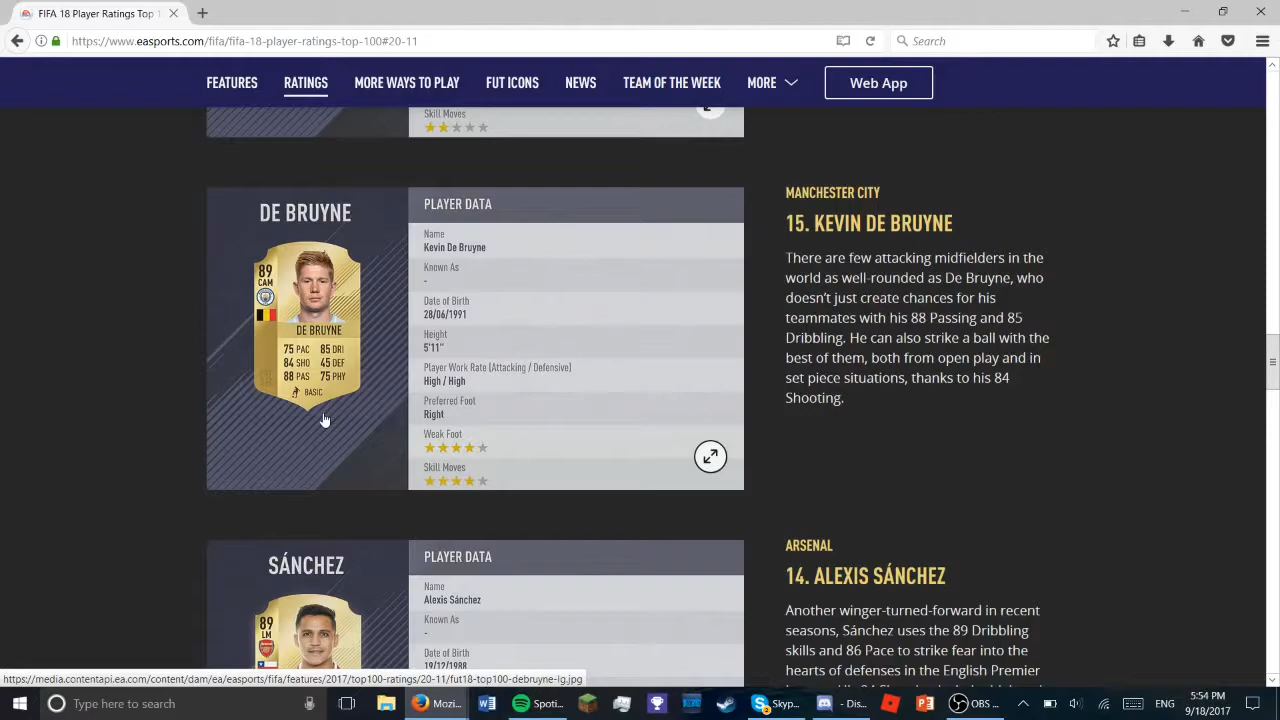 FIFA 18 Player Ratings Top 1
https://www.easports.com/fifa/fifa-18-player-ratings-top-100#20-11
Search
FEATURES RATINGS MORE WAYS TO PLAY FUT ICONS NEWS TEAM OF THE WEEK MORE Web App
Skill Moves
DE BRUYNE
89
CAM
DE BRUYNE
75 PAC 85 DRI
84 SHO 45 DEF
88 PAS 75 PHY
BASIC
PLAYER DATA
Name
Kevin De Bruyne
Known As
-
Date of Birth
28/06/1991
Height
5'11"
Player Work Rate [Attacking / Defensive]
High / High
Preferred Foot
Right
Weak Foot
Skill Moves
MANCHESTER CITY
15. KEVIN DE BRUYNE
There are few attacking midfielders in the
world as well-rounded as De Bruyne, who
doesn't just create chances for his
teammates with his 88 Passing and 85
Dribbling. He can also strike a ball with the
best of them, both from open play and in
set piece situations, thanks to his 84
Shooting.
SÁNCHEZ
89
LM
PLAYER DATA
Name
Alexis Sánchez
Known As
-
Date of Birth
19/12/1988
ARSENAL
14. ALEXIS SÁNCHEZ
Another winger-turned-forward in recent
seasons, Sánchez uses the 89 Dribbling
skills and 86 Pace to strike fear into the
hearts of defenses in the English Premier
https://media.contentapi.ea.com/content/dam/ea/easports/fifa/features/2017/top100-ratings/20-11/fut18-top100-debruyne-lg.jpg
Type here to search
Mozi...
Spoti...
Skyp...
- Dis...
OBS ...
5:54 PM
9/18/2017